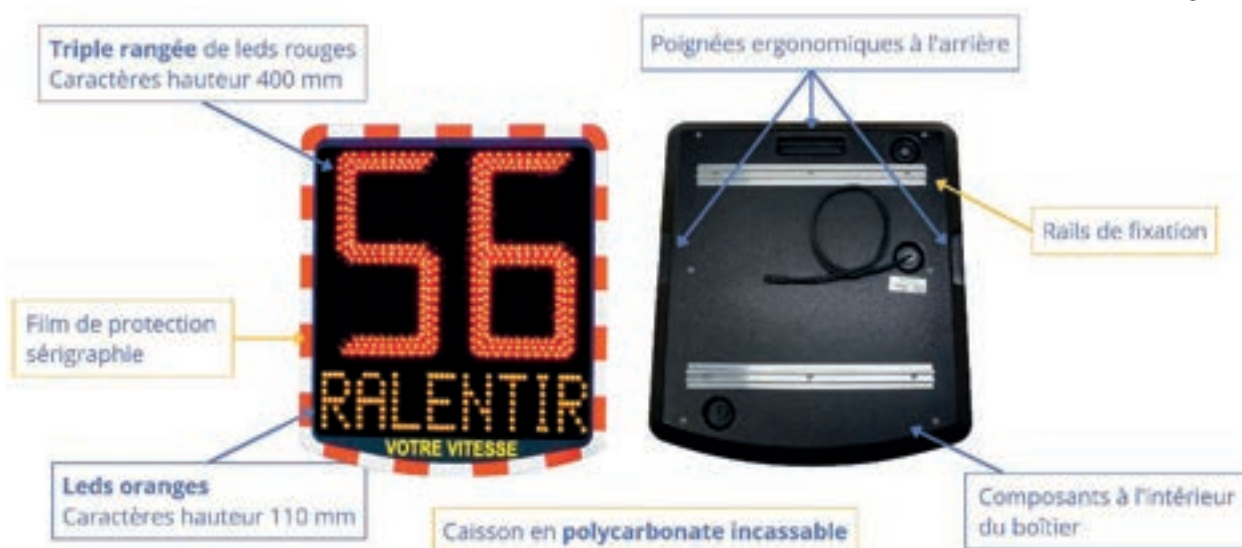 Triple rangée de leds rouges
Caractères hauteur 400 mm
Poignées ergonomiques à l'arrière
56
Rails de fixation
Film de protection
sérigraphie
RALENTIR
VOTRE VITESSE
Leds oranges
Caractères hauteur 110 mm
Caisson en polycarbonate incassable
Composants à l'intérieur
du boîtier